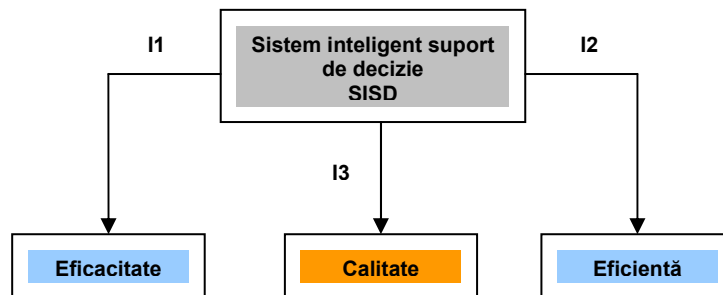 I1
Sistem inteligent suport
de decizie
SISD
I2
I3
Eficacitate
Calitate
Eficientă